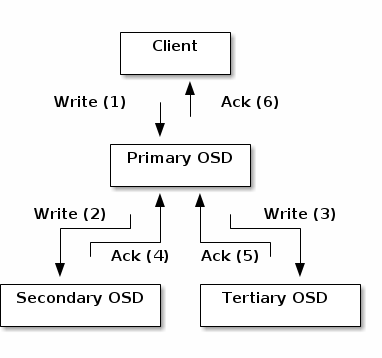 Client
Write (1)
Ack (6)
Primary OSD
Write (2)
Write (3)
Ack (4)
Ack (5)
Secondary OSD
Tertiary OSD